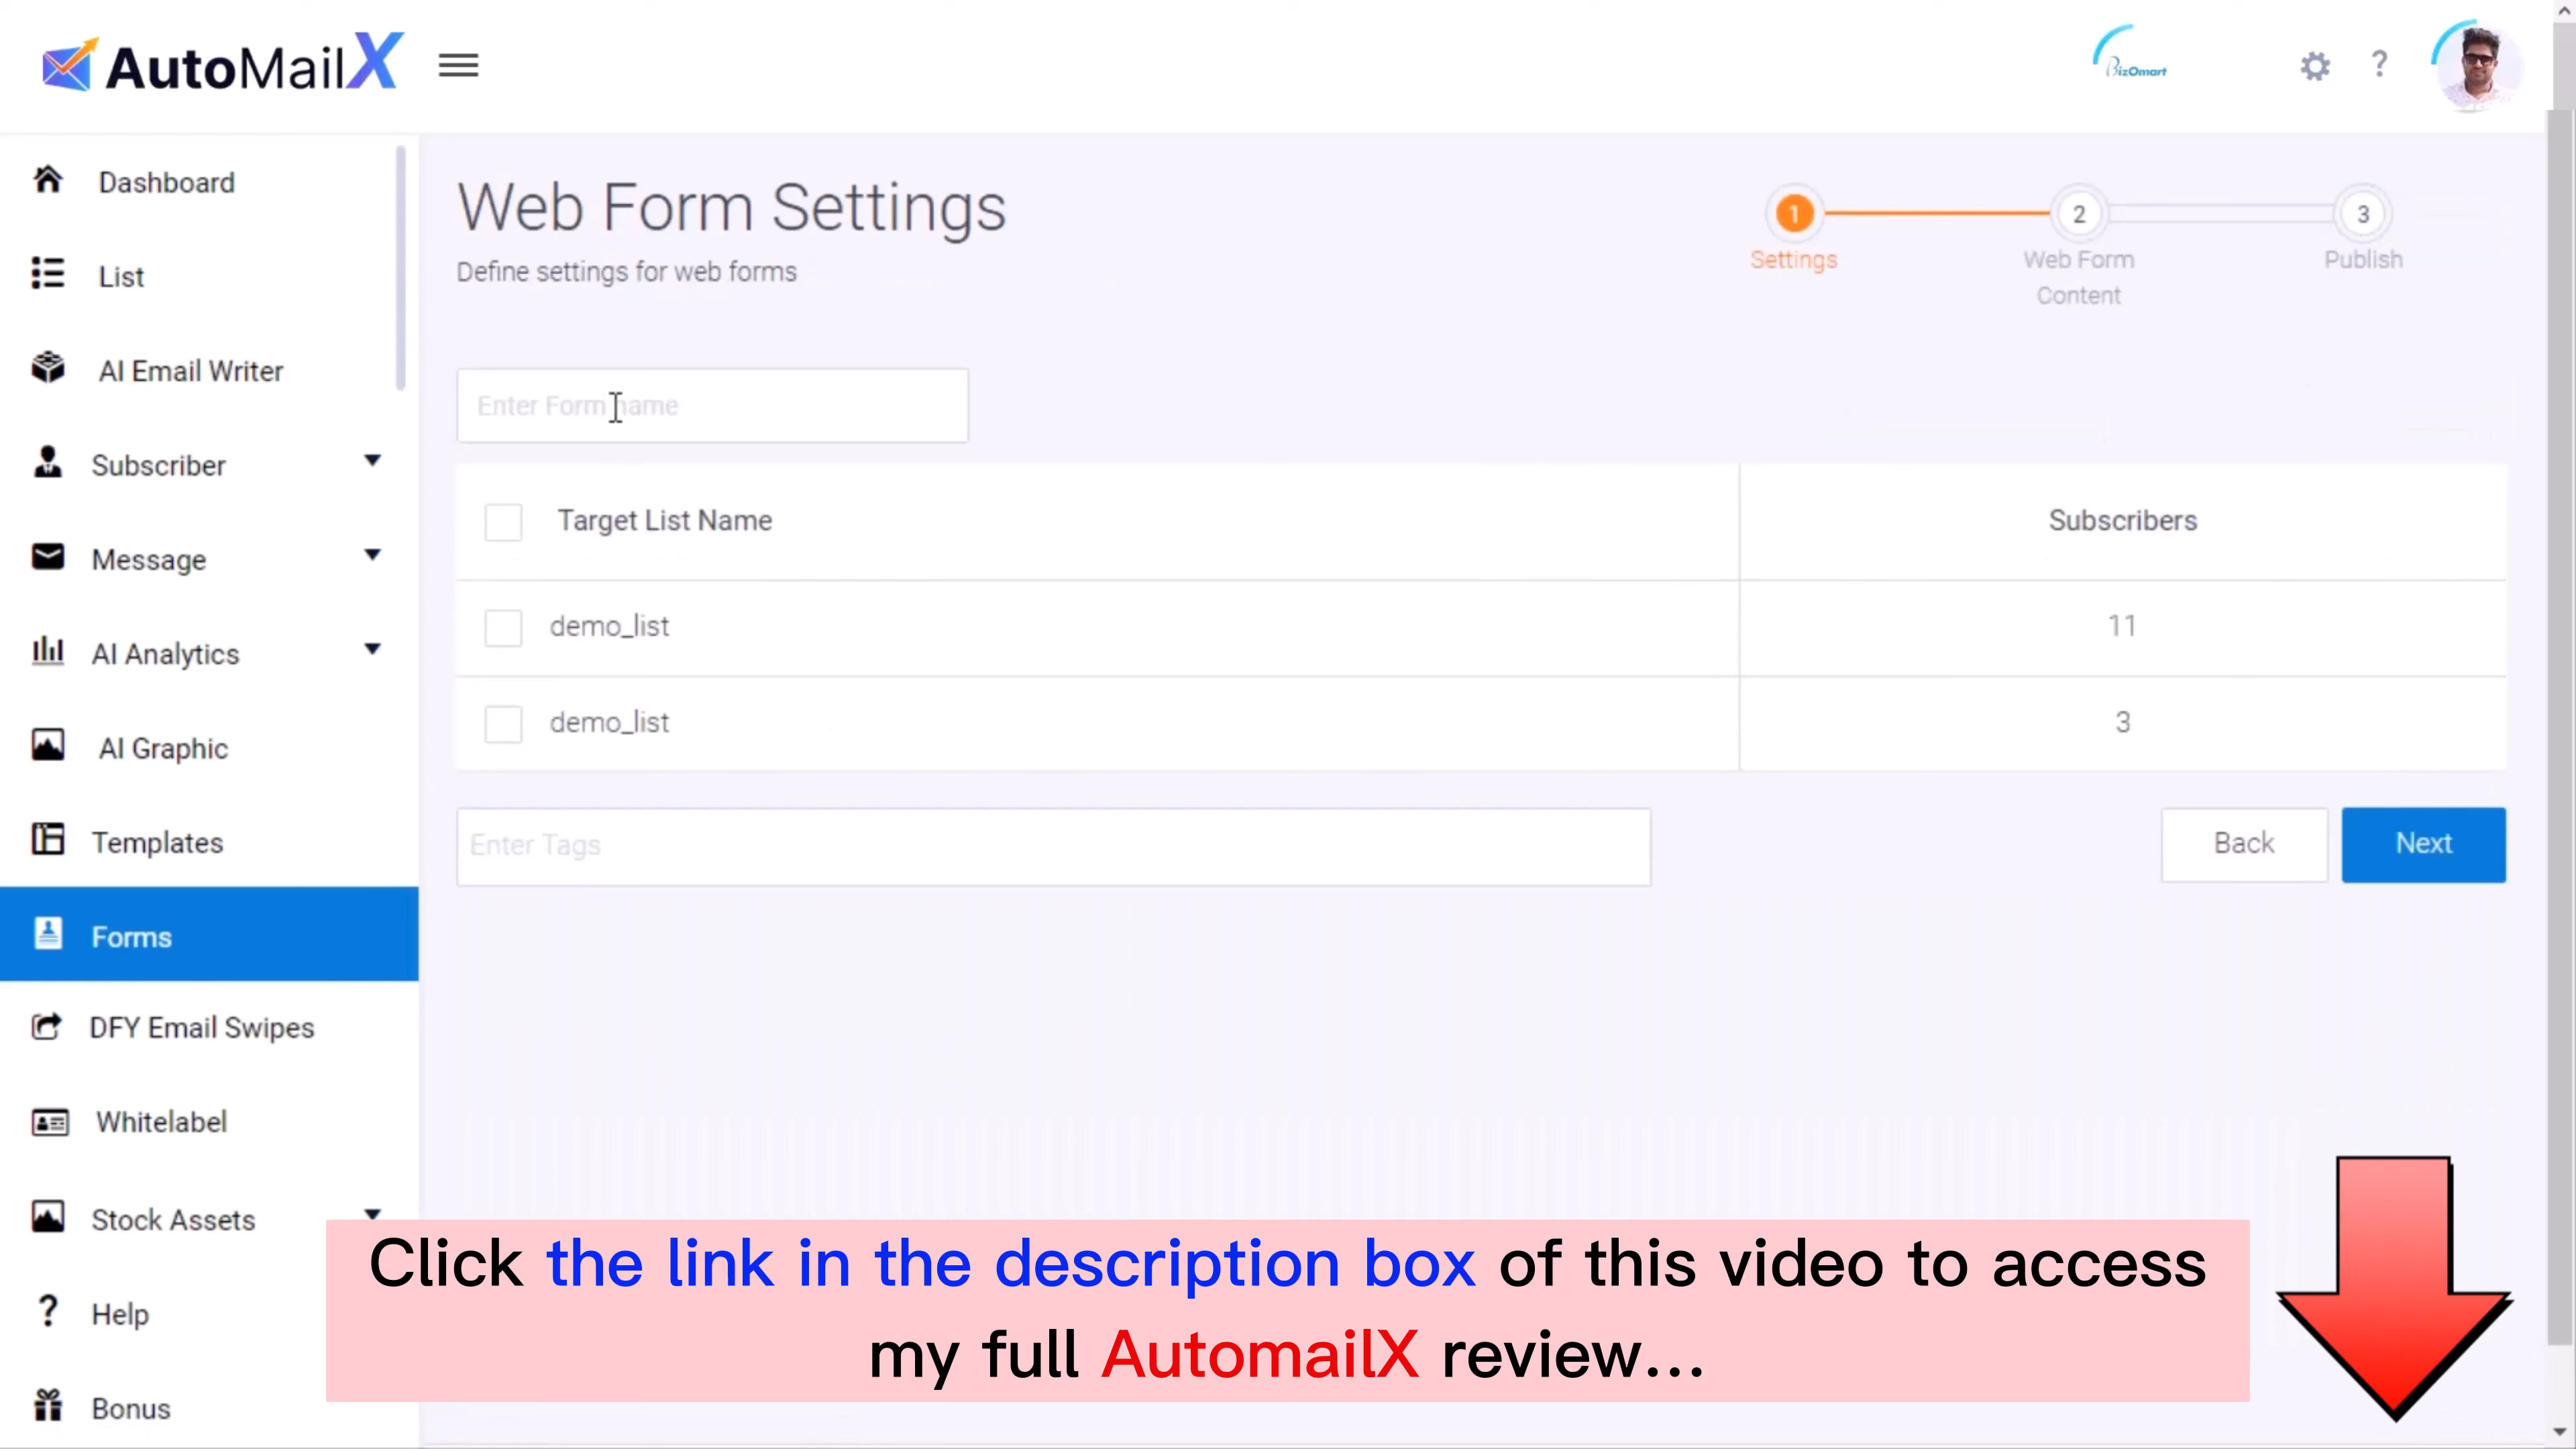 AutoMailX
BizOmart
?
Dashboard
List
AI Email Writer
Subscriber
Message
AI Analytics
AI Graphic
Templates
Forms
DFY Email Swipes
Whitelabel
Stock Assets
? Help
Bonus
Web Form Settings
Define settings for web forms
1 2 3
Settings Web Form Publish
Content
Enter Form name
Target List Name Subscribers
demo_list 11
demo_list 3
Enter Tags Back Next
Click the link in the description box of this video to access
my full AutomailX review...